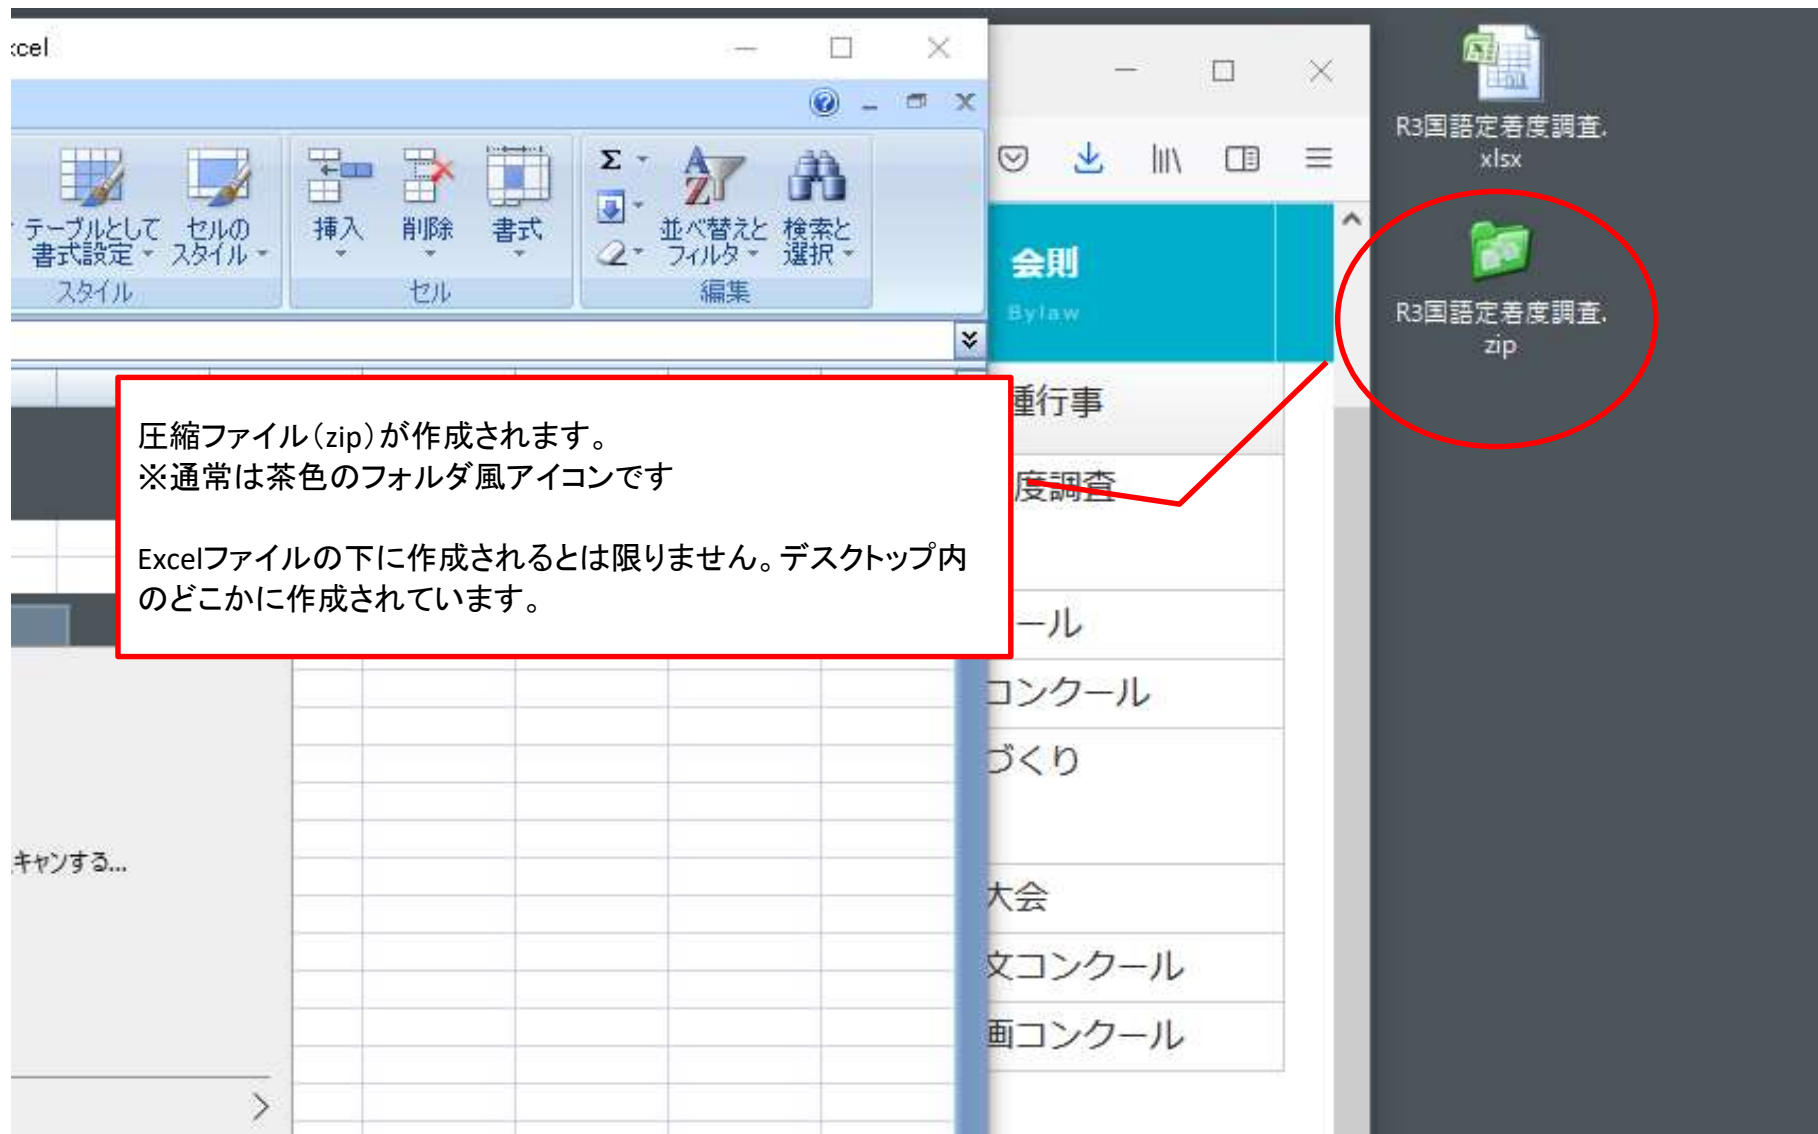 xcel
テーブルとして
書式設定
セルの
スタイル
挿入
削除
書式
Σ
並べ替えと
フィルタ
検索と
選択
スタイル
セル
編集
会則
Bylaw
R3国語定着度調査.
xlsx
R3国語定着度調査.
zip
圧縮ファイル（zip）が作成されます。
※通常は茶色のフォルダ風アイコンです
Excelファイルの下に作成されるとは限りません。デスクトップ内
のどこかに作成されています。
種行事
度調査
ール
コンクール
づくり
大会
文コンクール
画コンクール
キャンする...